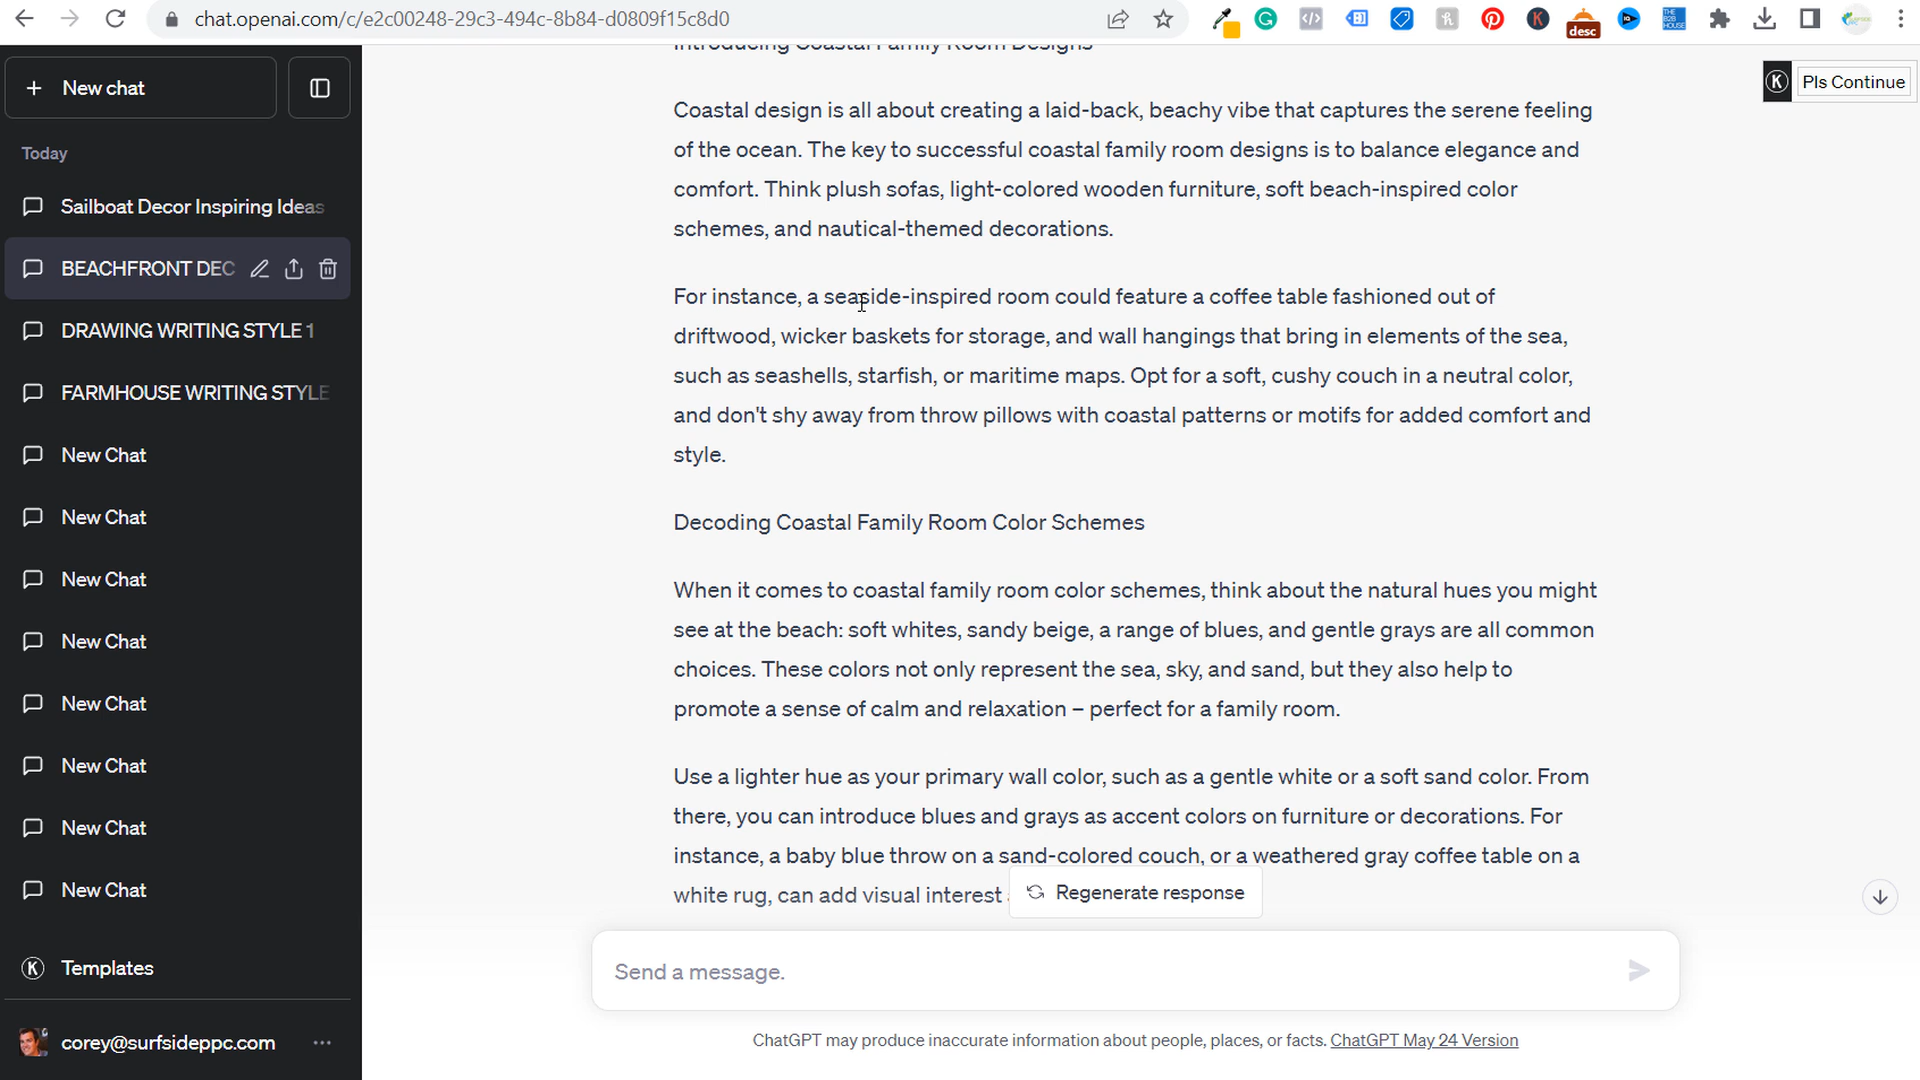 chat.openai.com/c/e2c00248-29c3-494c-8b84-d0809f15c8d0
desc
THE B2B HOUSE
New chat
Today
Sailboat Decor Inspiring Ideas
BEACHFRONT DEC
DRAWING WRITING STYLE 1
FARMHOUSE WRITING STYLE
New Chat
New Chat
New Chat
New Chat
New Chat
New Chat
New Chat
New Chat
K Templates
corey@surfsideppc.com
Introducing Coastal Family Room Designs
K Pls Continue
Coastal design is all about creating a laid-back, beachy vibe that captures the serene feeling
of the ocean. The key to successful coastal family room designs is to balance elegance and
comfort. Think plush sofas, light-colored wooden furniture, soft beach-inspired color
schemes, and nautical-themed decorations.
For instance, a seaside-inspired room could feature a coffee table fashioned out of
driftwood, wicker baskets for storage, and wall hangings that bring in elements of the sea,
such as seashells, starfish, or maritime maps. Opt for a soft, cushy couch in a neutral color,
and don't shy away from throw pillows with coastal patterns or motifs for added comfort and
style.
Decoding Coastal Family Room Color Schemes
When it comes to coastal family room color schemes, think about the natural hues you might
see at the beach: soft whites, sandy beige, a range of blues, and gentle grays are all common
choices. These colors not only represent the sea, sky, and sand, but they also help to
promote a sense of calm and relaxation – perfect for a family room.
Use a lighter hue as your primary wall color, such as a gentle white or a soft sand color. From
there, you can introduce blues and grays as accent colors on furniture or decorations. For
instance, a baby blue throw on a sand-colored couch, or a weathered gray coffee table on a
white rug, can add visual interest
Regenerate response
Send a message.
ChatGPT may produce inaccurate information about people, places, or facts. ChatGPT May 24 Version